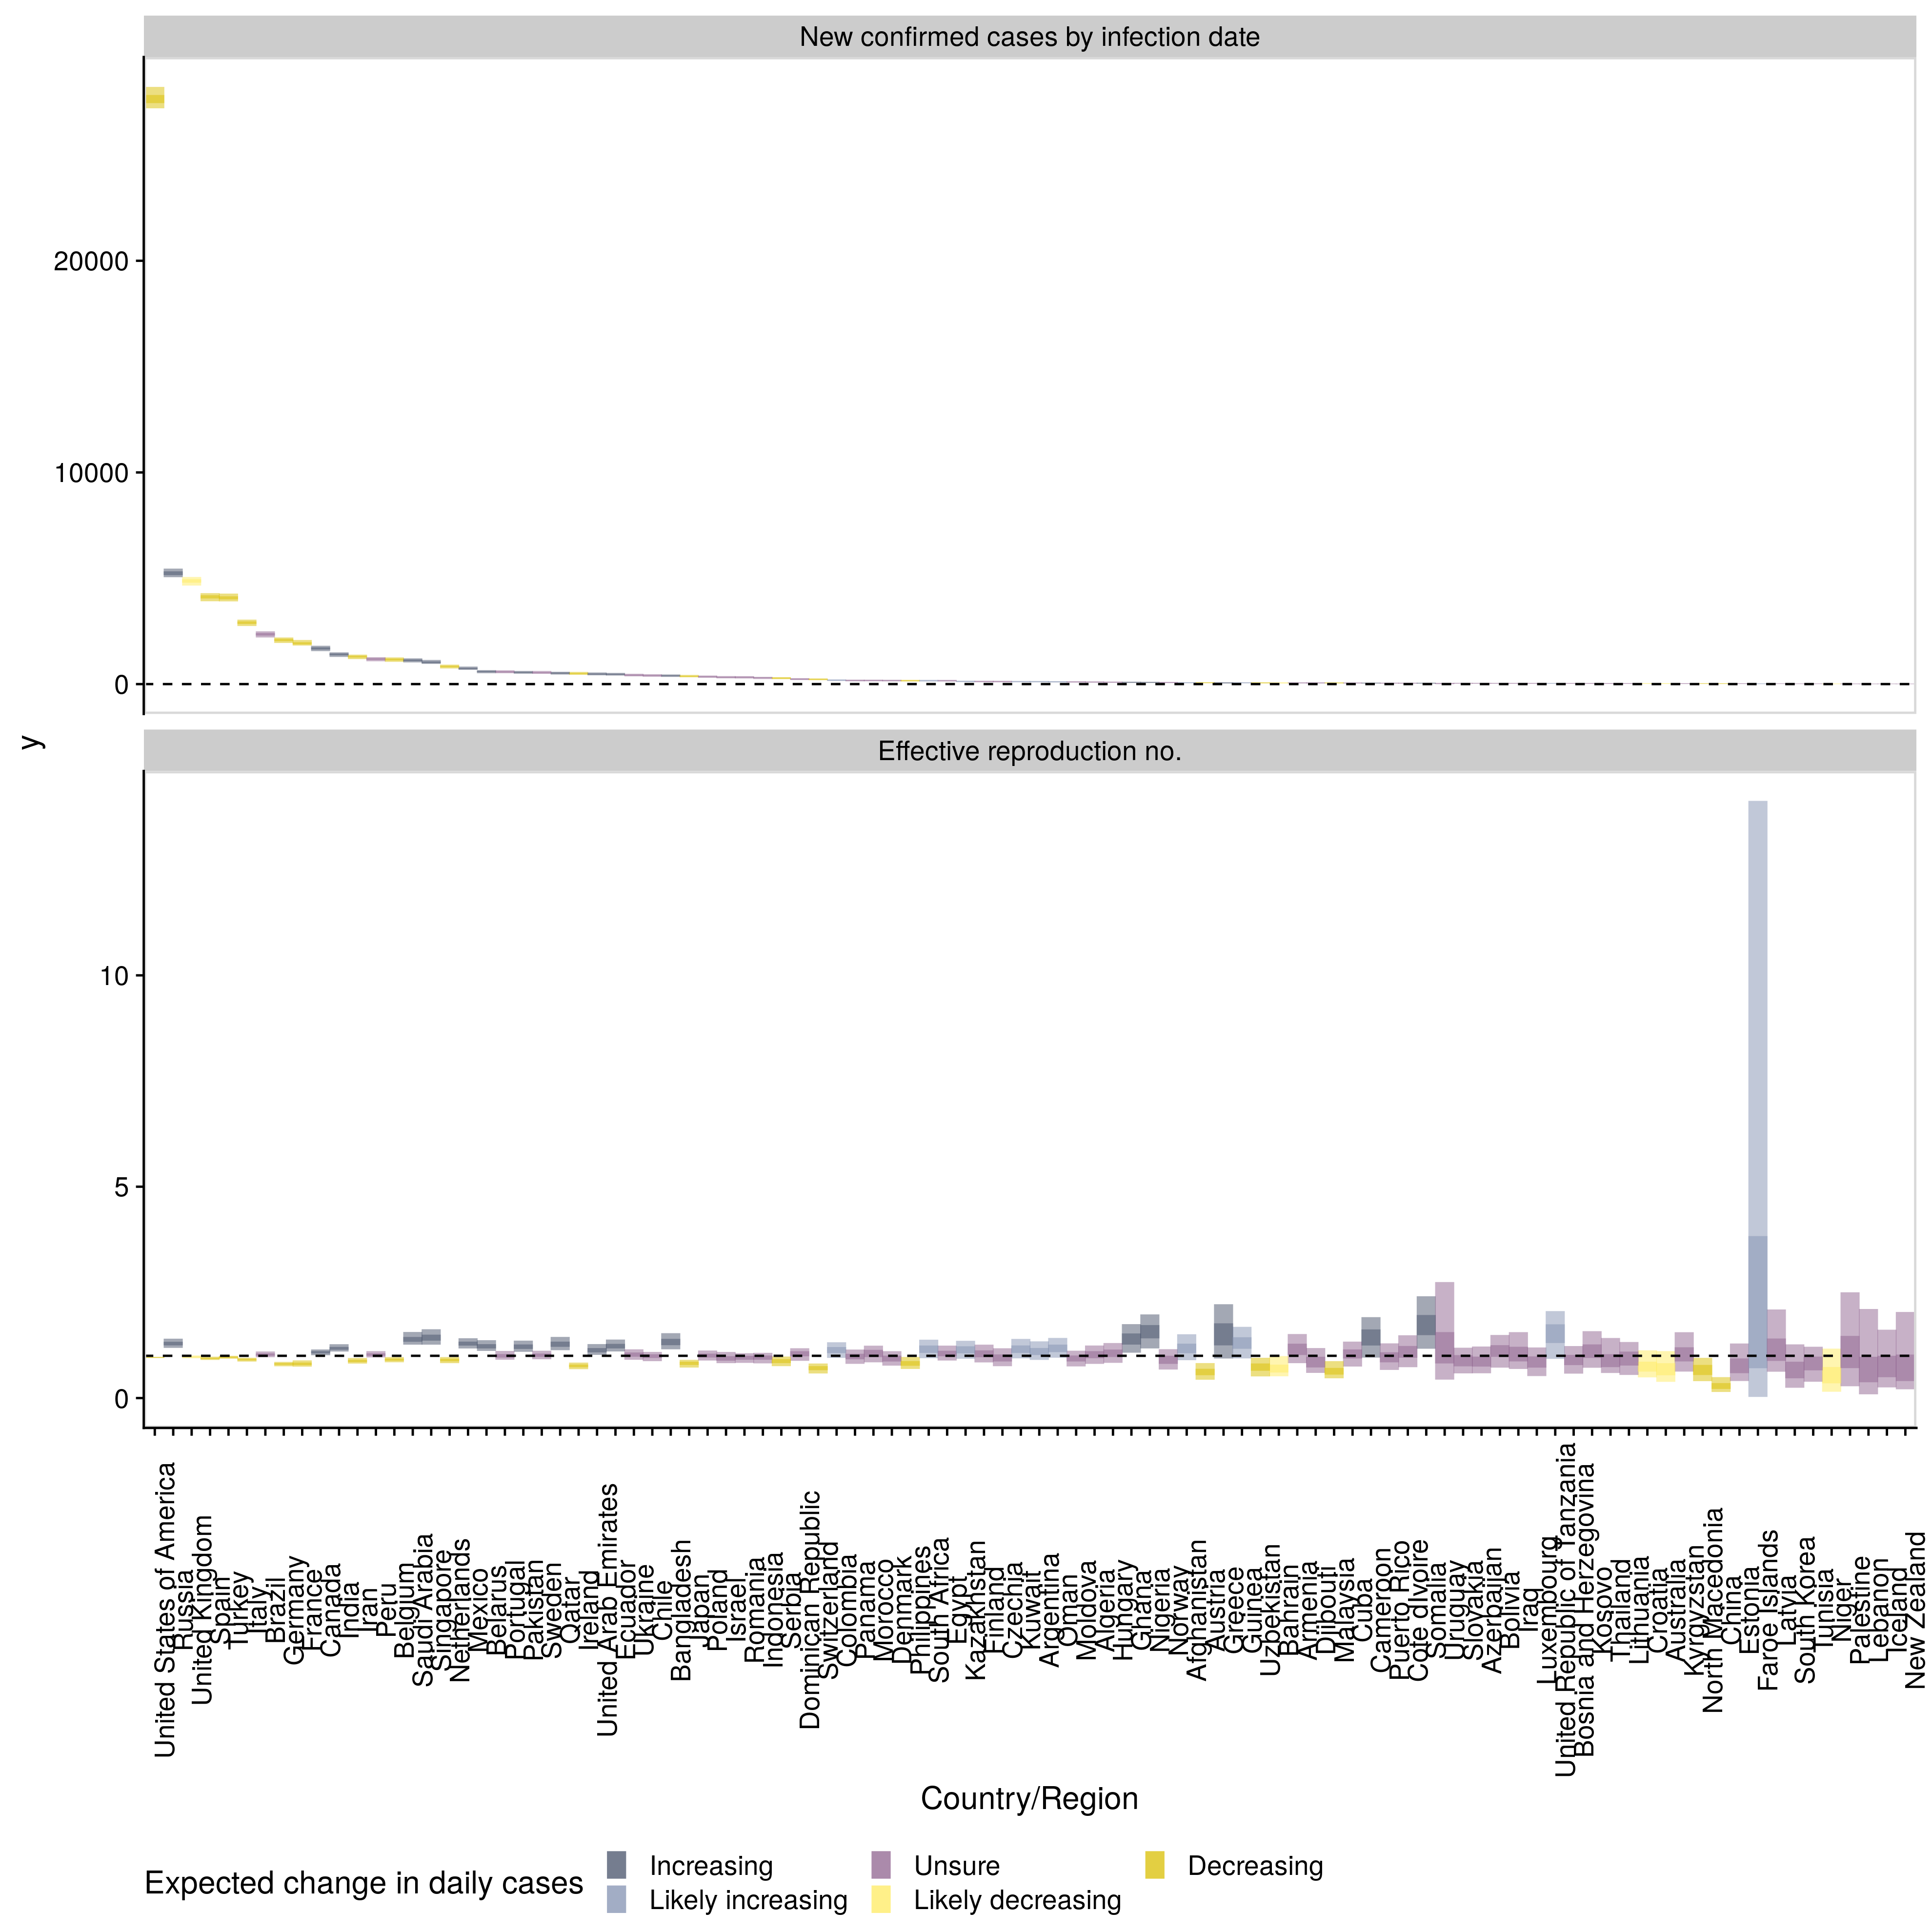 New confirmed cases by infection date
20000
10000
0
y
Effective reproduction no.
10
5
0
United States of America
Russia
United Kingdom
Spain
Turkey
Italy
Brazil
Germany
France
Canada
India
Iran
Peru
Belgium
Saudi Arabia
Singapore
Netherlands
Mexico
Belarus
Portugal
Pakistan
Sweden
Qatar
Ireland
United Arab Emirates
Ecuador
Ukraine
Chile
Bangladesh
Japan
Poland
Israel
Romania
Indonesia
Serbia
Dominican Republic
Switzerland
Colombia
Panama
Morocco
Denmark
Philippines
South Africa
Egypt
Kazakhstan
Finland
Czechia
Kuwait
Argentina
Oman
Moldova
Algeria
Hungary
Ghana
Nigeria
Norway
Afghanistan
Austria
Greece
Guinea
Uzbekistan
Bahrain
Armenia
Djibouti
Malaysia
Cuba
Cameroon
Puerto Rico
Cote dIvoire
Somalia
Uruguay
Slovakia
Azerbaijan
Bolivia
Iraq
Luxembourg
United Republic of Tanzania
Bosnia and Herzegovina
Kosovo
Thailand
Lithuania
Croatia
Australia
Kyrgyzstan
North Macedonia
China
Estonia
Faroe Islands
Latvia
South Korea
Tunisia
Niger
Palestine
Lebanon
Iceland
New Zealand
Country/Region
Expected change in daily cases
Increasing
Unsure
Decreasing
Likely increasing
Likely decreasing